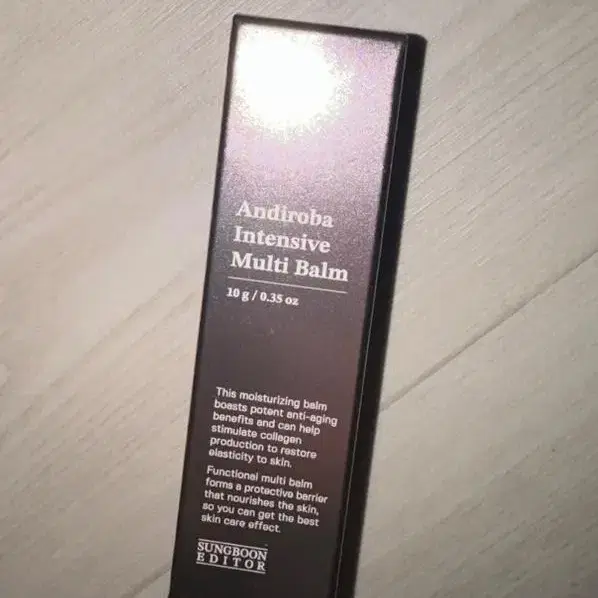 Andiroba
Intensive
Multi Balm
10 g / 0.35 oz
This moisturizing balm
boasts potent anti-aging
benefits and can help
stimulate collagen
production to restore
elasticity to skin.
Functional multi balm
forms a protective barrier
that nourishes the skin,
so you can get the best
skin care effect.
SUNGBOON
EDITOR